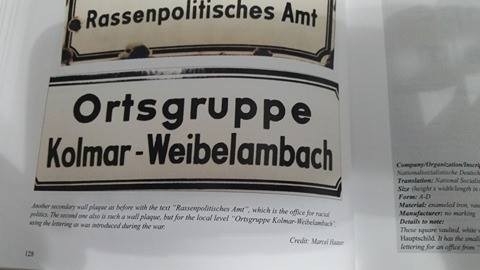 Rassenpolitisches Amt
Ortsgruppe
Kolmar-Weibelambach
Another secondary wall plaque as before with the text "Rassenpolitisches Amt", which is the office for racial
politics. The second one also is such a wall plaque, but for the local level "Ortsgruppe Kolmar-Weibelambach"
using the lettering as was introduced during the war.
Credit: Marcel
128
Company/Organization/Inscrip
Nationalsozialistische Deutsch
Translation: National Socialis
Size (height x width/length in
Form: A-D
Material: enameled iron, vau
Manufacturer: no marking
Details to note:
These square vaulted, white
Hauptschild. It has the small
lettering for an office from "